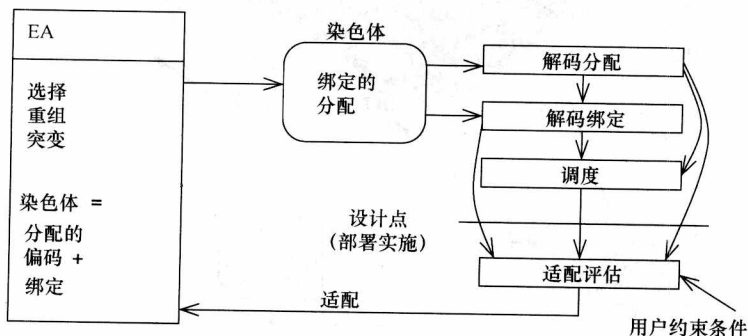 EA
选择
重组
突变
染色体 =
分配的
偏码 +
绑定
染色体
绑定的
分配
解码分配
解码绑定
调度
设计点
(部署实施)
适配评估
适配
用户约束条件